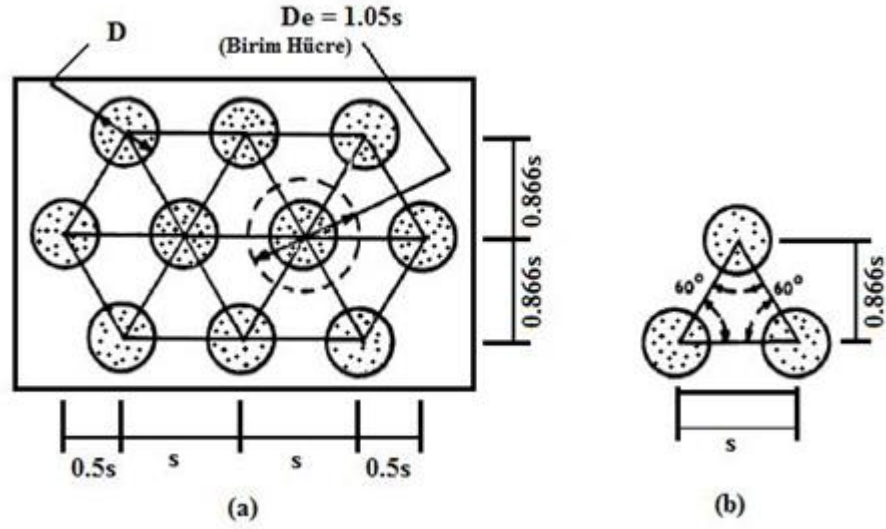 D
De = 1.05s
(Birim Hücre)
0.866s
0.866s
0.5s
s
s
0.5s
(a)
60°
60°
0.866s
s
(b)